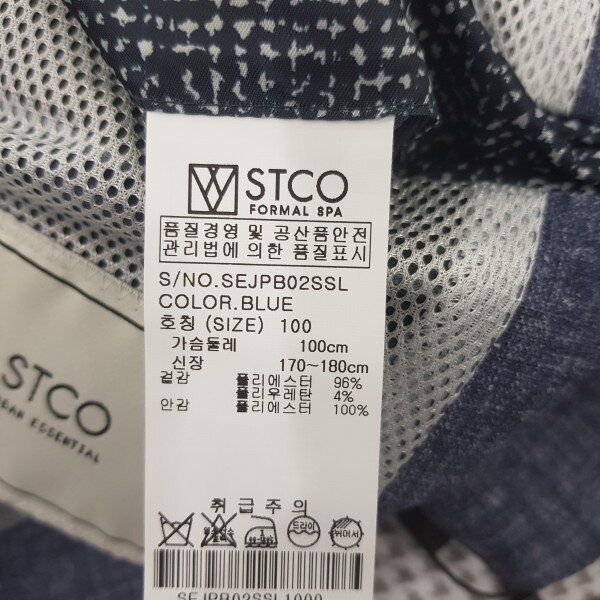 STCO
FORMAL SPA
품질경영 및 공산품안전
관리법에 의한 품질표시
S/NO.SEJPB02SSL
COLOR.BLUE
호칭 (SIZE) 100
가슴둘레 100cm
신장 170~180cm
겉감 폴리에스터 96%
폴리우레탄 4%
안감 폴리에스터 100%
취급주의
드라이
SEJPB02SSL1000
STCO
ESSENTIAL